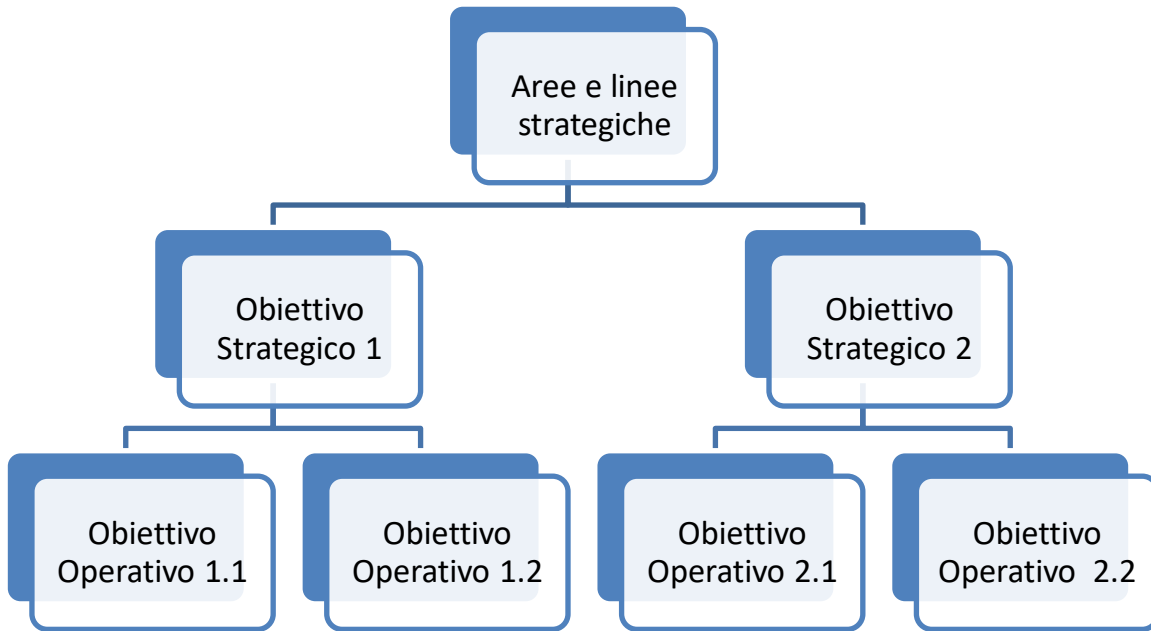 Aree e linee
strategiche
Obiettivo
Strategico 1
Obiettivo
Strategico 2
Obiettivo
Operativo 1.1
Obiettivo
Operativo 1.2
Obiettivo
Operativo 2.1
Obiettivo
Operativo  2.2